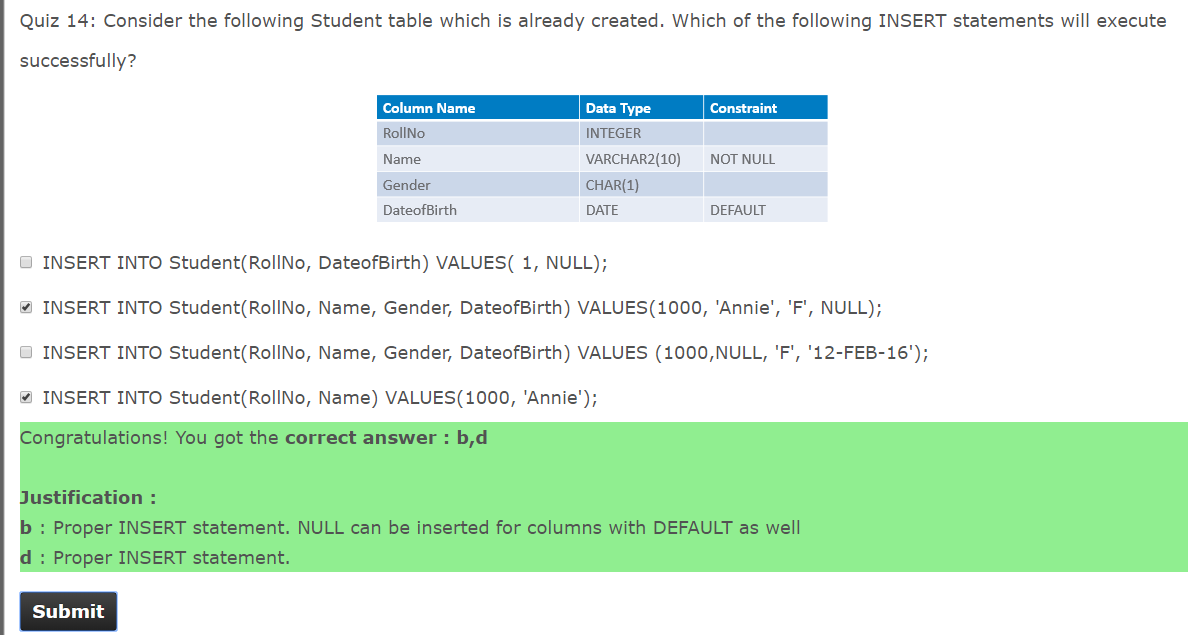 Quiz 14: Consider the following Student table which is already created. Which of the following INSERT statements will execute
successfully?
Column Name Data Type Constraint
RollNo INTEGER
Name VARCHAR2(10) NOT NULL
Gender CHAR(1)
DateofBirth DATE DEFAULT
INSERT INTO Student(RollNo, DateofBirth) VALUES( 1, NULL);
INSERT INTO Student(RollNo, Name, Gender, DateofBirth) VALUES(1000, 'Annie', 'F', NULL);
INSERT INTO Student(RollNo, Name, Gender, DateofBirth) VALUES (1000,NULL, 'F', '12-FEB-16');
INSERT INTO Student(RollNo, Name) VALUES(1000, 'Annie');
Congratulations! You got the correct answer : b,d
Justification :
b : Proper INSERT statement. NULL can be inserted for columns with DEFAULT as well
d : Proper INSERT statement.
Submit